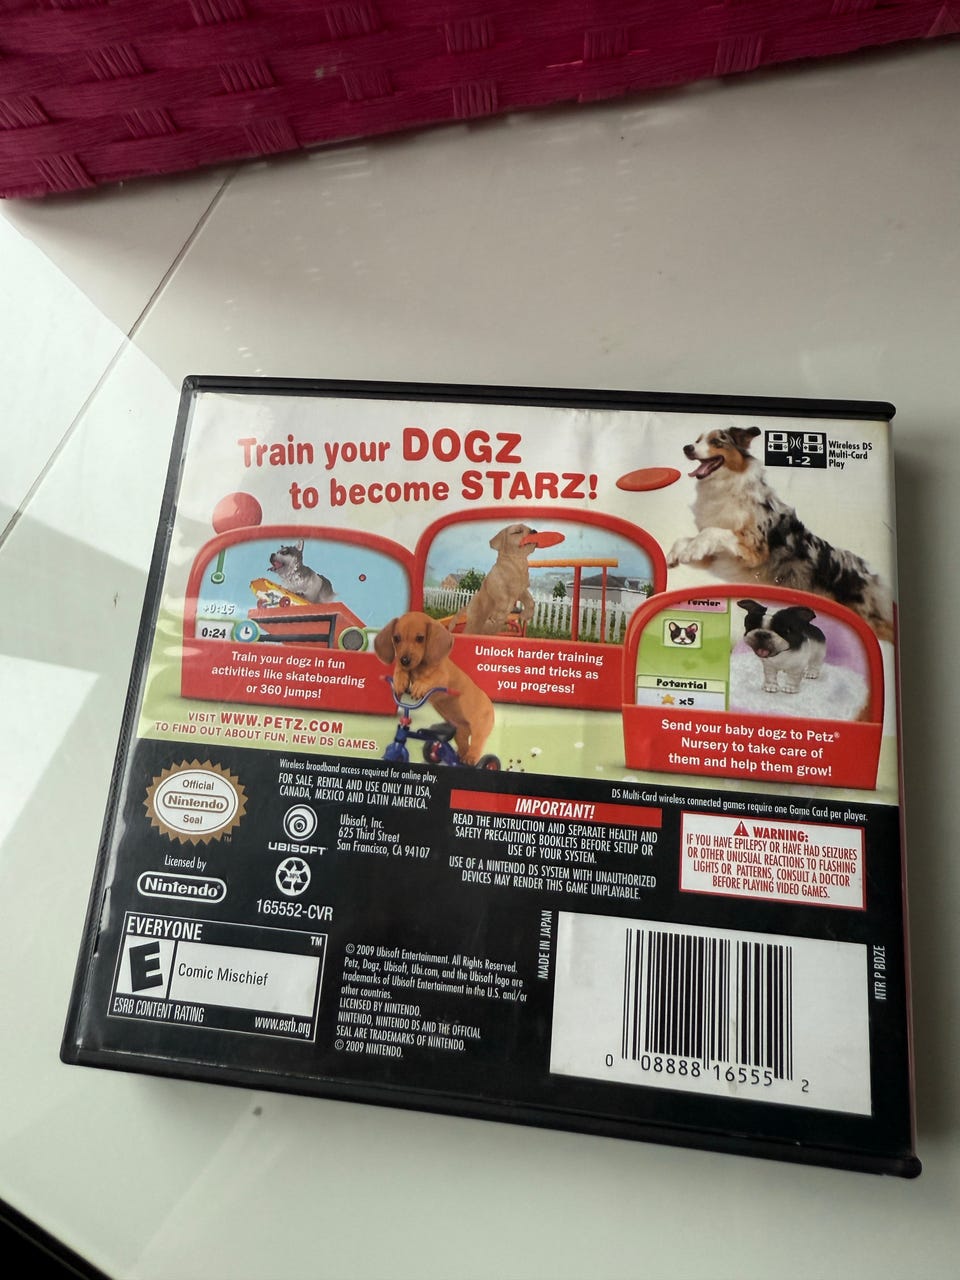 Train your DOGZ
to become STARZ!
1-2
Wireless DS
Multi-Card
Play
+0:15
0:24
Train your dogz in fun
activities like skateboarding
or 360 jumps!
Unlock harder training
courses and tricks as
you progress!
Terrier
Potential
x5
Send your baby dogz to Petz®
Nursery to take care of
them and help them grow!
VISIT WWW.PETZ.COM
TO FIND OUT ABOUT FUN, NEW DS GAMES.
Official
Nintendo
Seal
TM
Licensed by
Nintendo®
Wireless broadband access required for online play.
FOR SALE, RENTAL AND USE ONLY IN USA,
CANADA, MEXICO AND LATIN AMERICA.
UBISOFT
Ubisoft, Inc.
625 Third Street
San Francisco, CA 94107
165552-CVR
DS Multi-Card wireless connected games require one Game Card per player.
IMPORTANT!
READ THE INSTRUCTION AND SEPARATE HEALTH AND
SAFETY PRECAUTIONS BOOKLETS BEFORE SETUP OR
USE OF YOUR SYSTEM.
USE OF A NINTENDO DS SYSTEM WITH UNAUTHORIZED
DEVICES MAY RENDER THIS GAME UNPLAYABLE.
WARNING:
IF YOU HAVE EPILEPSY OR HAVE HAD SEIZURES
OR OTHER UNUSUAL REACTIONS TO FLASHING
LIGHTS OR PATTERNS, CONSULT A DOCTOR
BEFORE PLAYING VIDEO GAMES.
EVERYONE
TM
E
Comic Mischief
ESRB CONTENT RATING
www.esrb.org
© 2009 Ubisoft Entertainment. All Rights Reserved.
Petz, Dogz, Ubisoft, Ubi.com, and the Ubisoft logo are
trademarks of Ubisoft Entertainment in the U.S. and/or
other countries.
LICENSED BY NINTENDO.
NINTENDO, NINTENDO DS AND THE OFFICIAL
SEAL ARE TRADEMARKS OF NINTENDO.
© 2009 NINTENDO.
MADE IN JAPAN
0 08888 16555 2
NTR P BDZE